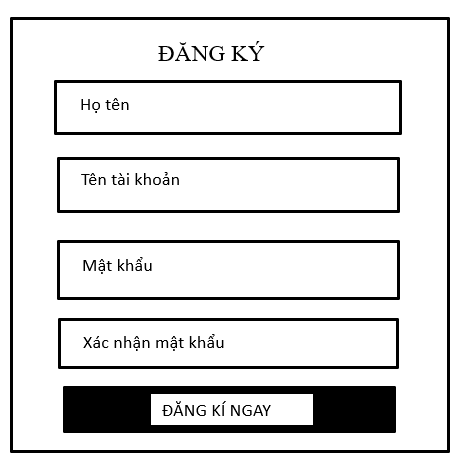 ĐĂNG KÝ
Họ tên
Tên tài khoản
Mật khẩu
Xác nhận mật khẩu
ĐĂNG KÍ NGAY